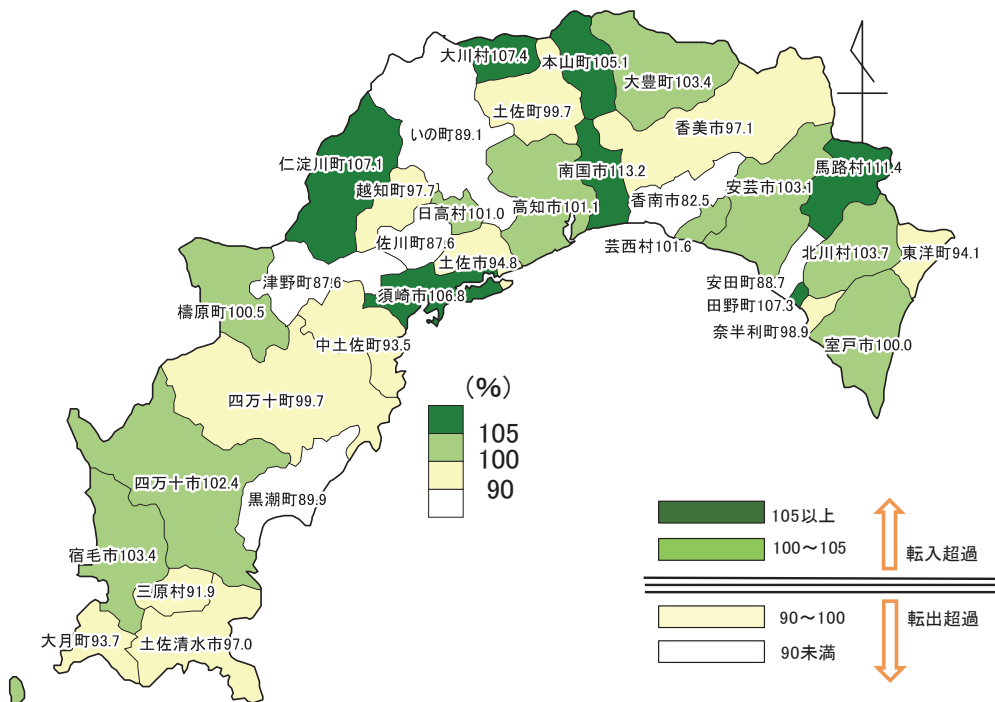 大川村107.4
本山町105.1
大豊町103.4
土佐町99.7
香美市97.1
いの町89.1
仁淀川町107.1
南国市113.2
馬路村111.4
越知町97.7
安芸市103.1
香南市82.5
日高村101.0
高知市101.1
佐川町87.6
芸西村101.6
北川村103.7
東洋町94.1
土佐市94.8
津野町87.6
安田町88.7
須崎市106.8
田野町107.3
檮原町100.5
奈半利町98.9
中土佐町93.5
室戸市100.0
四万十町99.7
(%)
105
100
90
四万十市102.4
黒潮町89.9
宿毛市103.4
三原村91.9
大月町93.7
土佐清水市97.0
105以上
100～105
転入超過
90～100
転出超過
90未満